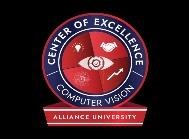 CENTER OF EXCELLENCE
COMPUTER VISION
ALLIANCE UNIVERSITY